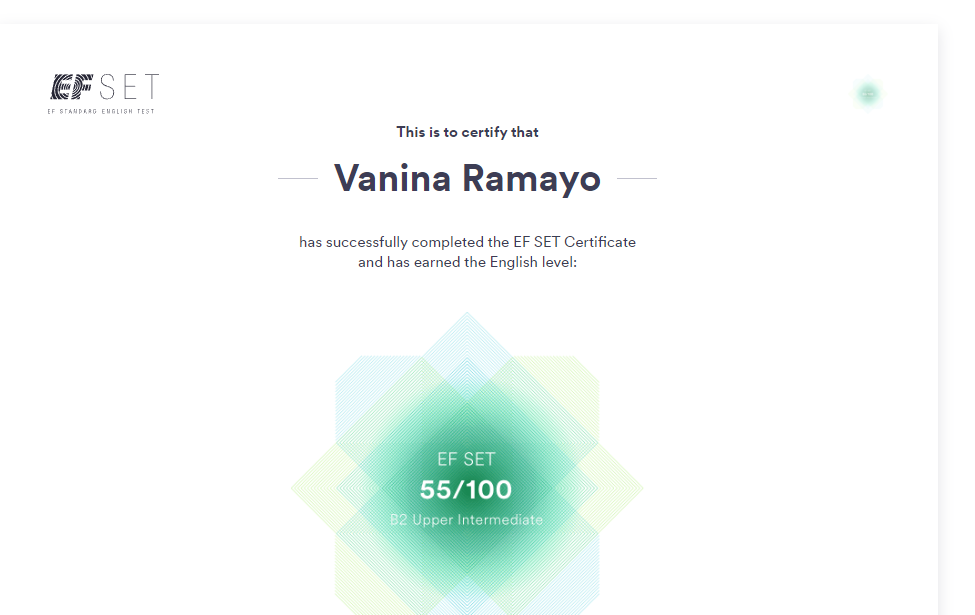 EF SET
EF STANDARD ENGLISH TEST
This is to certify that
Vanina Ramayo
has successfully completed the EF SET Certificate
and has earned the English level:
EF SET
55/100
B2 Upper Intermediate